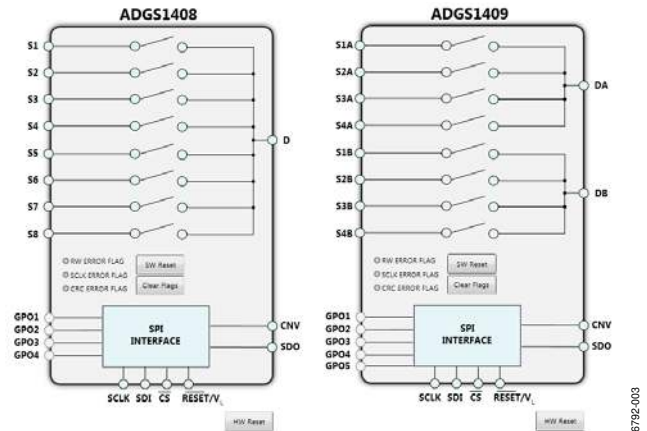 ADGS1408
S1
S2
S3
S4
S5
S6
S7
S8
D
RW ERROR FLAG
SCLK ERROR FLAG
CRC ERROR FLAG
SW Reset
Clear Flags
GPO1
GPO2
GPO3
GPO4
SPI
INTERFACE
CNV
SDO
SCLK SDI CS RESET/VL
HW Reset
ADGS1409
S1A
S2A
S3A
S4A
S1B
S2B
S3B
S4B
DA
DB
RW ERROR FLAG
SCLK ERROR FLAG
CRC ERROR FLAG
SW Reset
Clear Flags
GPO1
GPO2
GPO3
GPO4
GPO5
SPI
INTERFACE
CNV
SDO
SCLK SDI CS RESET/VL
HW Reset
6792-003